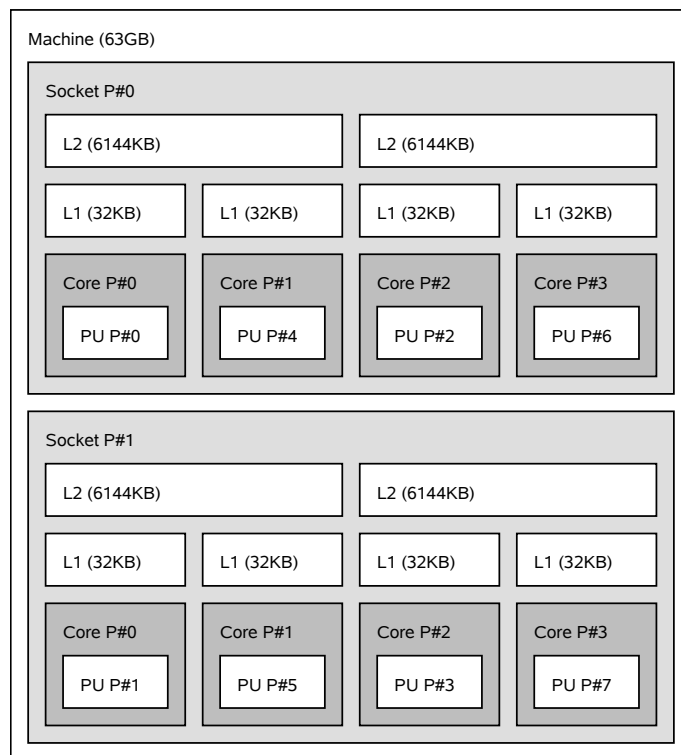 Machine (63GB)
Socket P#0
L2 (6144KB) L2 (6144KB)
L1 (32KB) L1 (32KB) L1 (32KB) L1 (32KB)
Core P#0 Core P#1 Core P#2 Core P#3
PU P#0 PU P#4 PU P#2 PU P#6
Socket P#1
L2 (6144KB) L2 (6144KB)
L1 (32KB) L1 (32KB) L1 (32KB) L1 (32KB)
Core P#0 Core P#1 Core P#2 Core P#3
PU P#1 PU P#5 PU P#3 PU P#7